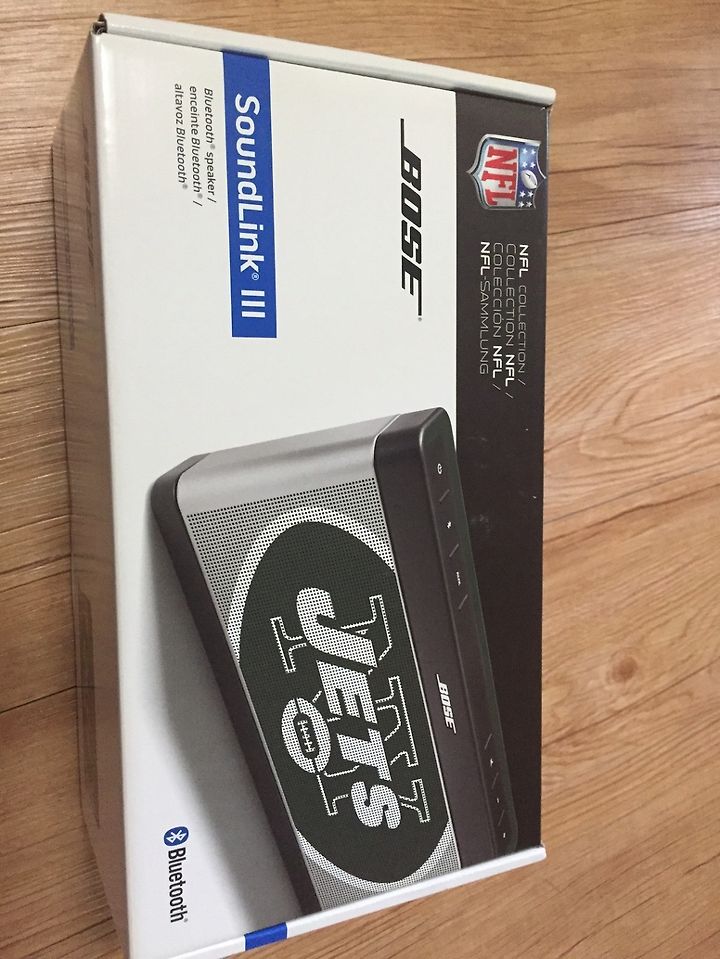 NFL
NFL COLLECTION /
COLLECTION NFL /
COLECCIÓN NFL /
NFL-SAMMLUNG
BOSE®
SoundLink® III
Bluetooth® speaker /
enceinte Bluetooth® /
altavoz Bluetooth®
BOSE
NY
JETS
Bluetooth®